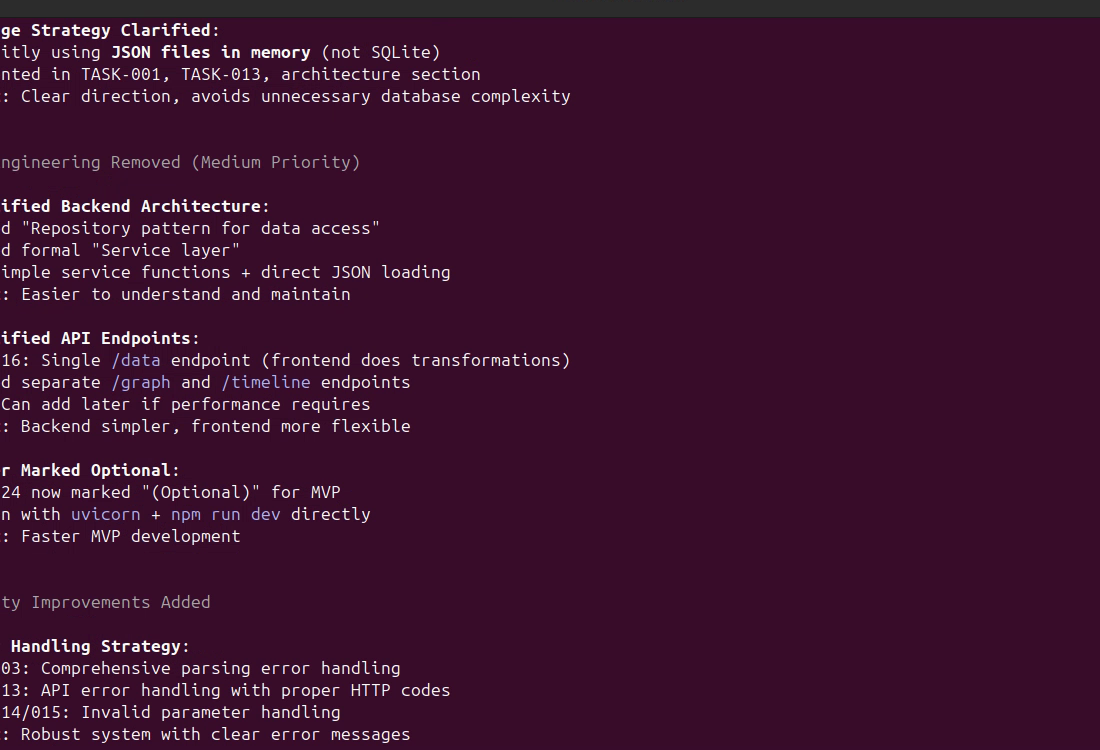 ge Strategy Clarified:
itly using JSON files in memory (not SQLite)
nted in TASK-001, TASK-013, architecture section
: Clear direction, avoids unnecessary database complexity
ngineering Removed (Medium Priority)
ified Backend Architecture:
d "Repository pattern for data access"
d formal "Service layer"
imple service functions + direct JSON loading
: Easier to understand and maintain
ified API Endpoints:
16: Single /data endpoint (frontend does transformations)
d separate /graph and /timeline endpoints
Can add later if performance requires
: Backend simpler, frontend more flexible
r Marked Optional:
24 now marked "(Optional)" for MVP
n with uvicorn + npm run dev directly
: Faster MVP development
ty Improvements Added
Handling Strategy:
03: Comprehensive parsing error handling
13: API error handling with proper HTTP codes
14/015: Invalid parameter handling
: Robust system with clear error messages